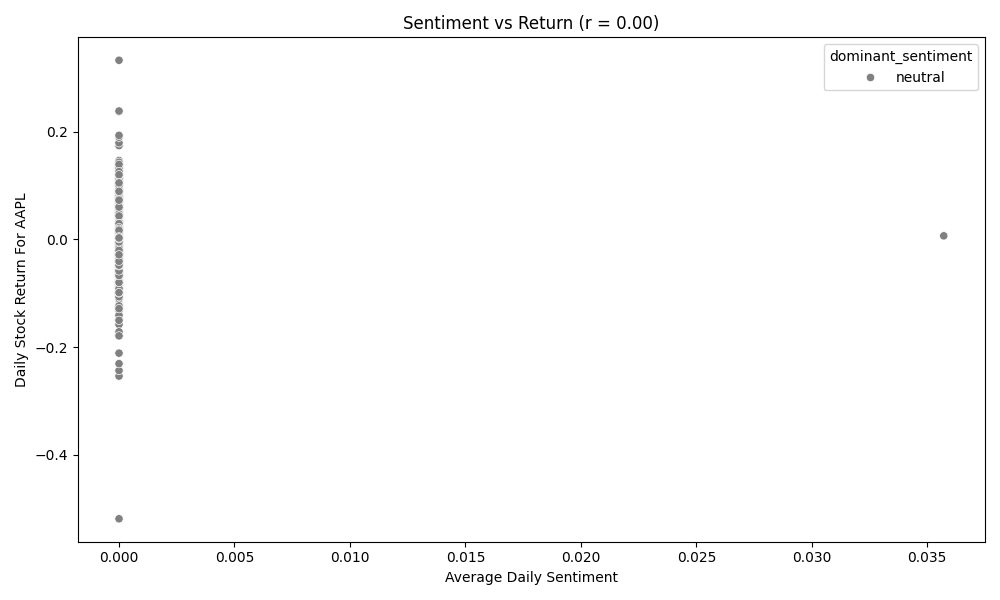 Sentiment vs Return (r = 0.00)
dominant_sentiment
neutral
Daily Stock Return For AAPL
0.2
0.0
−0.2
−0.4
0.000
0.005
0.010
0.015
0.020
0.025
0.030
0.035
Average Daily Sentiment